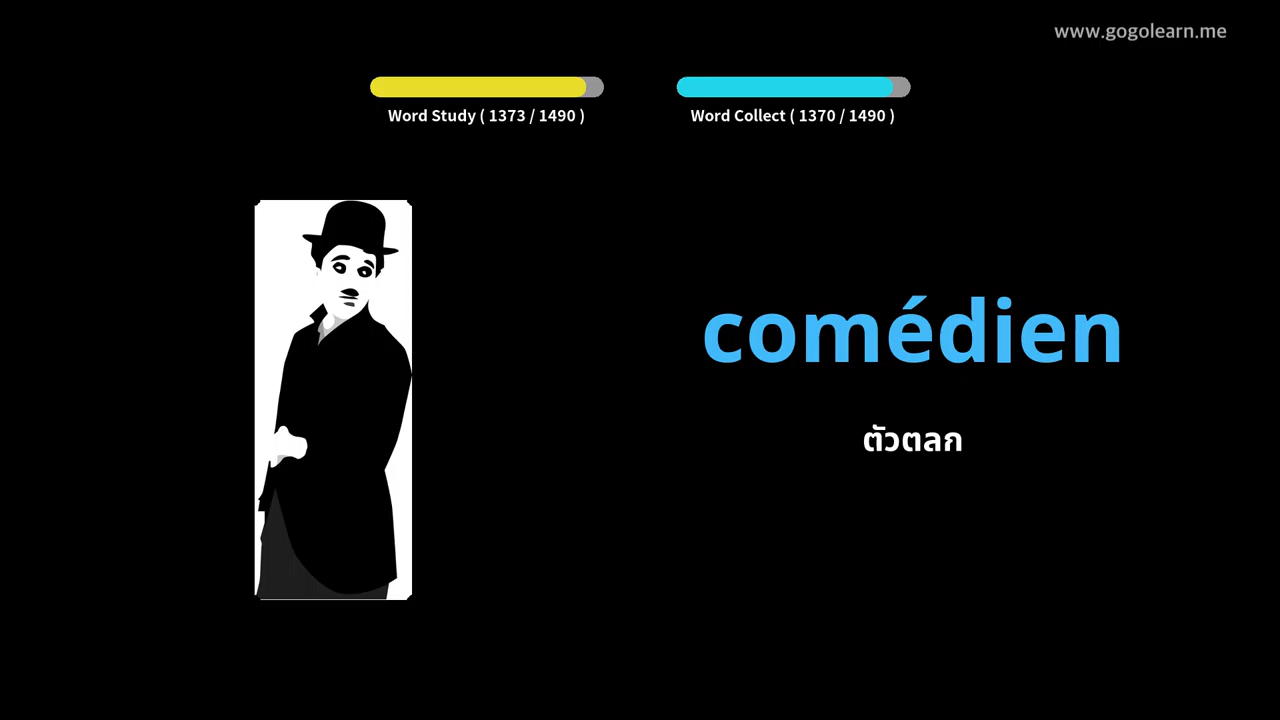 www.gogolearn.me
Word Study ( 1373 / 1490 )
Word Collect ( 1370 / 1490 )
comédien
ตัวตลก